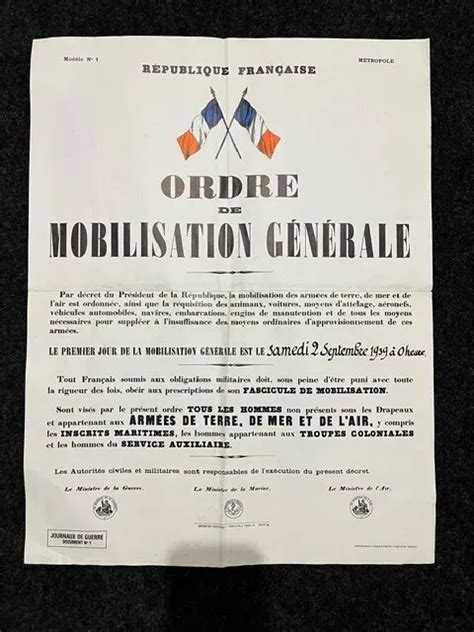 Modèle N° 1
RÉPUBLIQUE FRANÇAISE
MÉTROPOLE
ORDRE
DE
MOBILISATION GÉNÉRALE
Par décret du Président de la République, la mobilisation des armées de terre, de mer et de
l'air est ordonnée, ainsi que la réquisition des animaux, voitures, moyens d'attelage, aéronefs,
véhicules automobiles, navires, embarcations, engins de manutention et de tous les moyens
nécessaires pour suppléer à l'insuffisance des moyens ordinaires d'approvisionnement de ces
armées.
LE PREMIER JOUR DE LA MOBILISATION GÉNÉRALE EST LE Samedi 2 Septembre 1939 à 0 heure.
Tout Français soumis aux obligations militaires doit, sous peine d'être puni avec toute
la rigueur des lois, obéir aux prescriptions de son FASCICULE DE MOBILISATION.
Sont visés par le présent ordre TOUS LES HOMMES non présents sous les Drapeaux
et appartenant aux ARMÉES DE TERRE, DE MER ET DE L'AIR, y compris
les INSCRITS MARITIMES, les hommes appartenant aux TROUPES COLONIALES
et les hommes du SERVICE AUXILIAIRE.
Les Autorités civiles et militaires sont responsables de l'exécution du présent décret.
Le Ministre de la Guerre, Le Ministre de la Marine, Le Ministre de l'Air,
JOURNAUX DE GUERRE
DOCUMENT N° 1